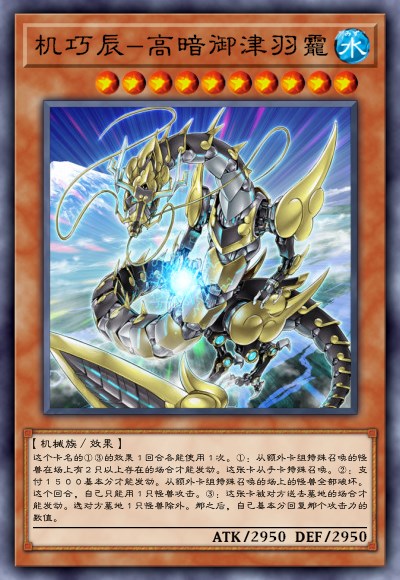 机巧辰-高暗御津羽靇
水
【机械族/效果】
这个卡名的①③的效果1回合各能使用1次。①：从额外卡组特殊召唤的怪
兽在场上有2只以上存在的场合才能发动。这张卡从手卡特殊召唤。②：支
付1500基本分才能发动。从额外卡组特殊召唤的场上的怪兽全部破坏。
这个回合，自己只能用1只怪兽攻击。③：这张卡被对方送去墓地的场合才
能发动。选对方墓地1只怪兽除外。那之后，自己基本分回复那个攻击力的
数值。
ATK/2950 DEF/2950